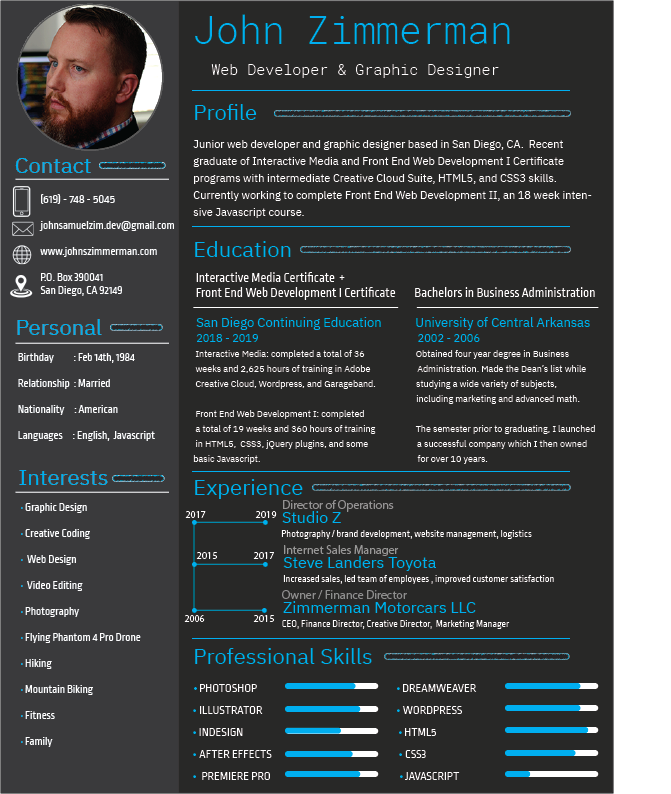 John Zimmerman
Web Developer & Graphic Designer
Contact
(619) - 748 - 5045
johnsamuelzim.dev@gmail.com
www.johnszimmerman.com
P.O. Box 390041
San Diego, CA 92149
Personal
Birthday : Feb 14th, 1984
Relationship : Married
Nationality : American
Languages : English, Javascript
Interests
· Graphic Design
· Creative Coding
· Web Design
· Video Editing
· Photography
· Flying Phantom 4 Pro Drone
· Hiking
· Mountain Biking
· Fitness
· Family
Profile
Junior web developer and graphic designer based in San Diego, CA. Recent
graduate of Interactive Media and Front End Web Development I Certificate
programs with intermediate Creative Cloud Suite, HTML5, and CSS3 skills.
Currently working to complete Front End Web Development II, an 18 week inten-
sive Javascript course.
Education
Interactive Media Certificate +
Front End Web Development I Certificate
San Diego Continuing Education
2018 - 2019
Interactive Media: completed a total of 36
weeks and 2,625 hours of training in Adobe
Creative Cloud, Wordpress, and Garageband.
Front End Web Development I: completed
a total of 19 weeks and 360 hours of training
in HTML5, CSS3, jQuery plugins, and some
basic Javascript.
Bachelors in Business Administration
University of Central Arkansas
2002 - 2006
Obtained four year degree in Business
Administration. Made the Dean's list while
studying a wide variety of subjects,
including marketing and advanced math.
The semester prior to graduating, I launched
a successful company which I then owned
for over 10 years.
Experience
2017 2019
Director of Operations
Studio Z
Photography / brand development, website management, logistics
2015 2017
Internet Sales Manager
Steve Landers Toyota
Increased sales, led team of employees , improved customer satisfaction
2006 2015
Owner / Finance Director
Zimmerman Motorcars LLC
CEO, Finance Director, Creative Director, Marketing Manager
Professional Skills
• PHOTOSHOP
• ILLUSTRATOR
• INDESIGN
• AFTER EFFECTS
• PREMIERE PRO
• DREAMWEAVER
• WORDPRESS
• HTML5
• CSS3
• JAVASCRIPT